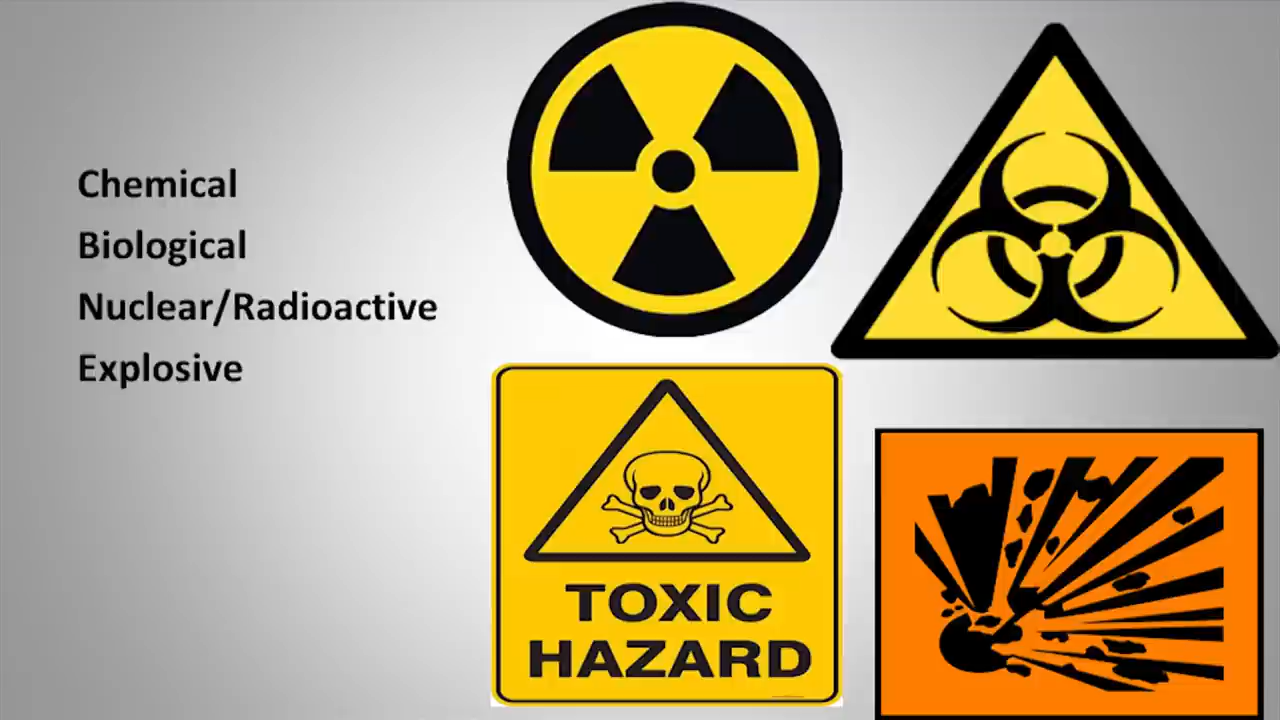 Chemical
Biological
Nuclear/Radioactive
Explosive
TOXIC
HAZARD